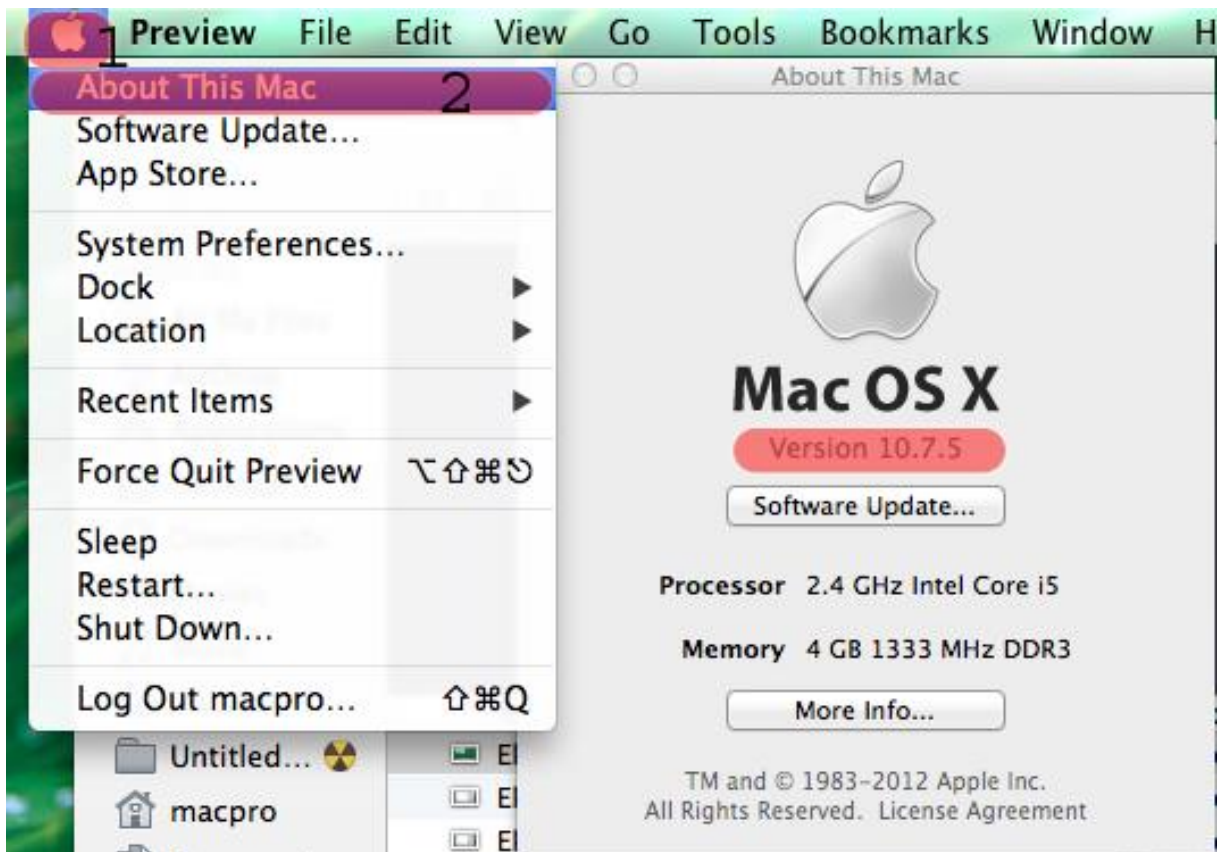 Preview File Edit View Go Tools Bookmarks Window H
1
About This Mac 2
Software Update...
App Store...
System Preferences...
Dock
Location
Recent Items
Force Quit Preview ⌥⇧⌘⎋
Sleep
Restart...
Shut Down...
Log Out macpro... ⇧⌘Q
Untitled...
macpro
El
El
El
About This Mac
Mac OS X
Version 10.7.5
Software Update...
Processor 2.4 GHz Intel Core i5
Memory 4 GB 1333 MHz DDR3
More Info...
TM and © 1983–2012 Apple Inc.
All Rights Reserved. License Agreement